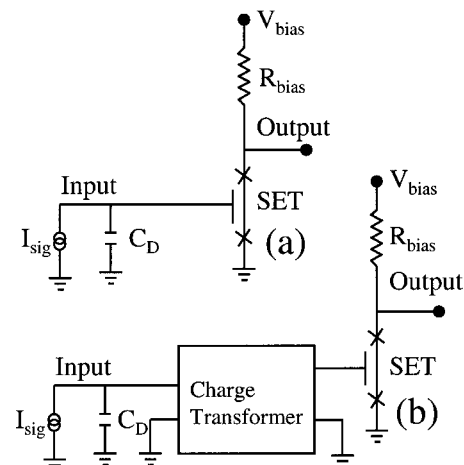 V_bias
R_bias
Output
Input
SET
I_sig
C_D
(a)
V_bias
R_bias
Output
Input
SET
Charge
Transformer
I_sig
C_D
(b)